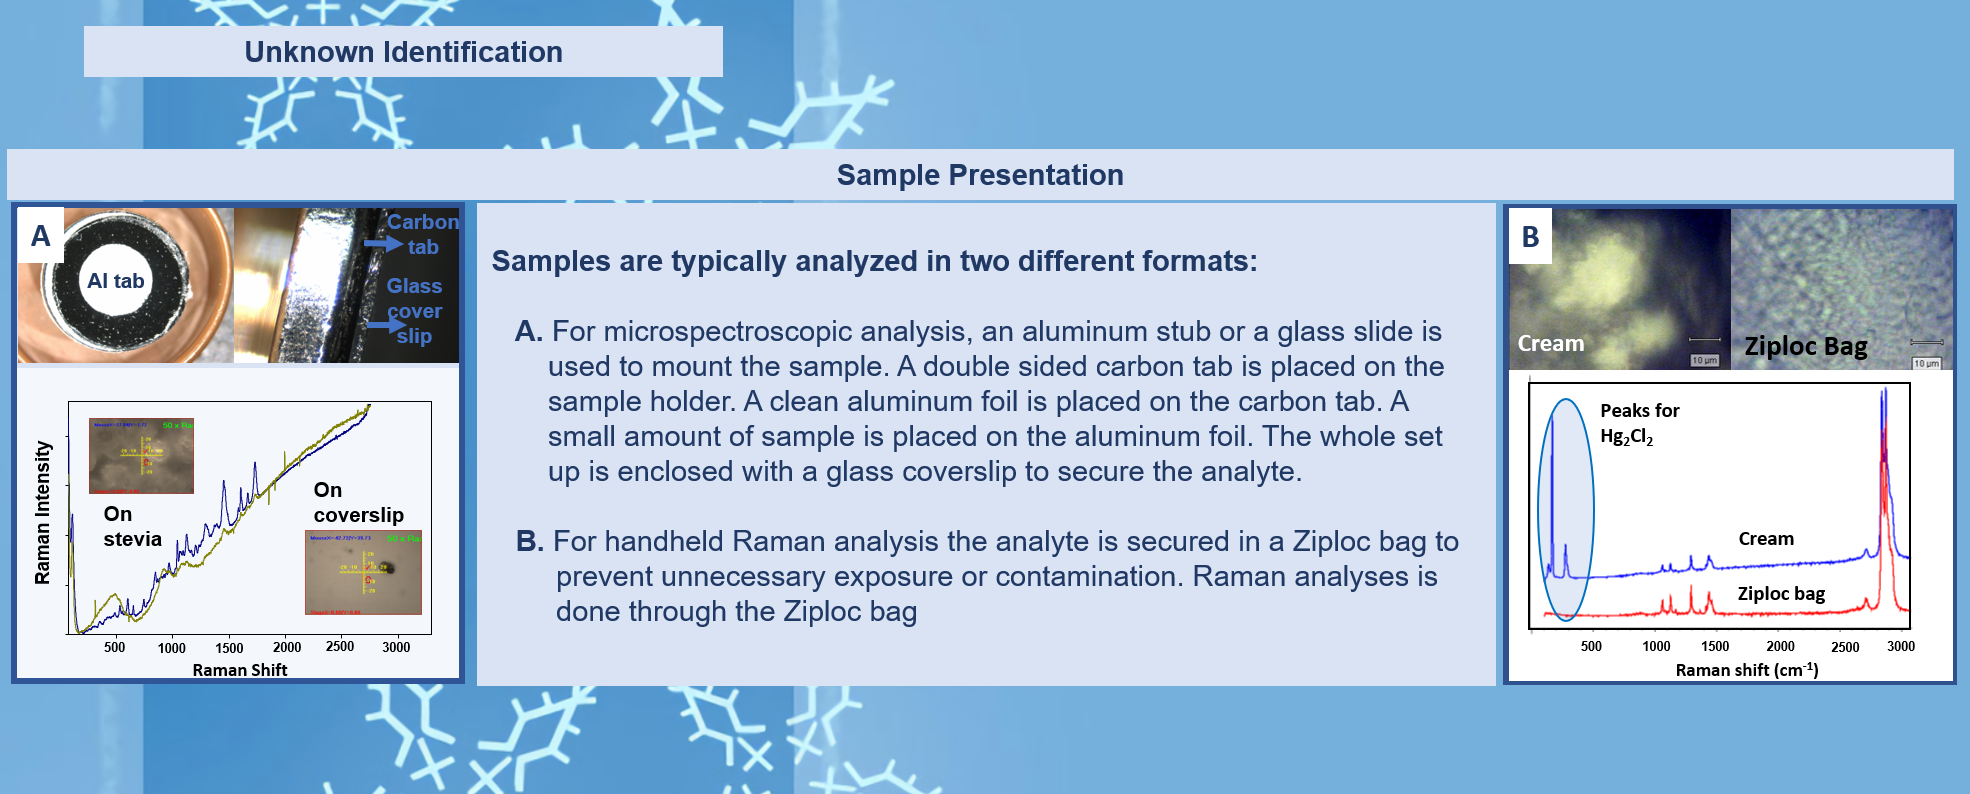 Unknown Identification
Sample Presentation
A
Al tab
Carbon
tab
Glass
cover
slip
Raman Intensity
50 x
On
stevia
On
coverslip
500 1000 1500 2000 2500 3000
Raman Shift
Samples are typically analyzed in two different formats:
A. For microspectroscopic analysis, an aluminum stub or a glass slide is
used to mount the sample. A double sided carbon tab is placed on the
sample holder. A clean aluminum foil is placed on the carbon tab. A
small amount of sample is placed on the aluminum foil. The whole set
up is enclosed with a glass coverslip to secure the analyte.
B. For handheld Raman analysis the analyte is secured in a Ziploc bag to
prevent unnecessary exposure or contamination. Raman analyses is
done through the Ziploc bag
B
Cream
10 µm
Ziploc Bag
10 µm
Peaks for
Hg₂Cl₂
Cream
Ziploc bag
500 1000 1500 2000 2500 3000
Raman shift (cm⁻¹)